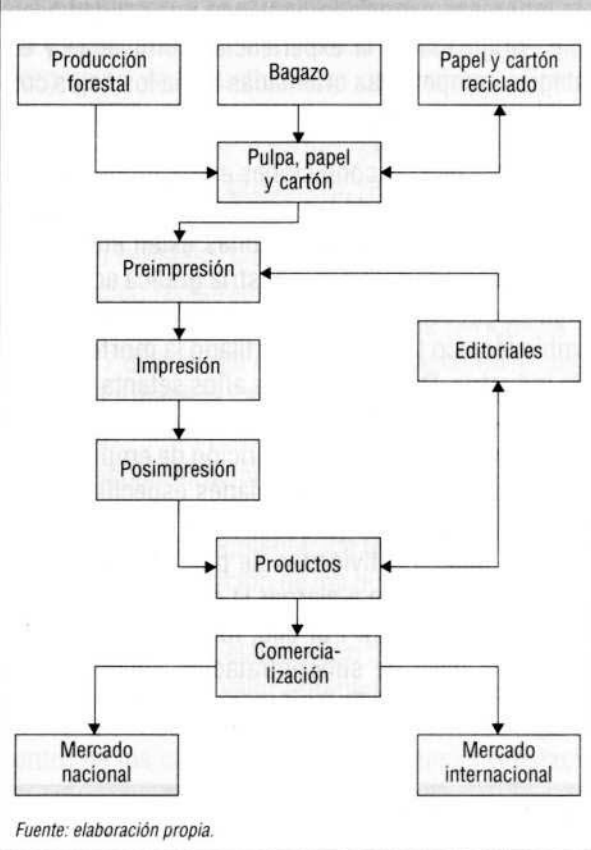 Producción
forestal
Bagazo
Papel y cartón
reciclado
Pulpa, papel
y cartón
Preimpresión
Editoriales
Impresión
Posimpresión
Productos
Comercia-
lización
Mercado
nacional
Mercado
internacional
Fuente: elaboración propia.